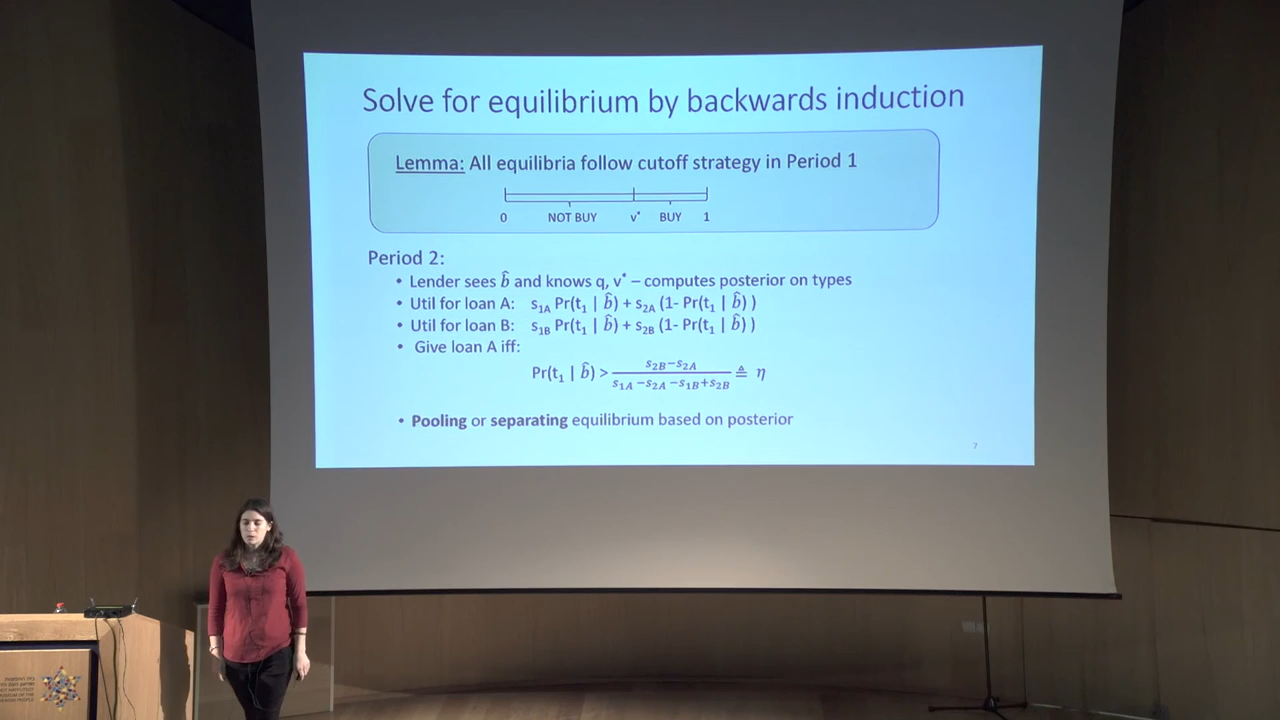 Solve for equilibrium by backwards induction
Lemma: All equilibria follow cutoff strategy in Period 1
0 NOT BUY v* BUY 1
Period 2:
• Lender sees b̂ and knows q, v* – computes posterior on types
• Util for loan A: s₁A Pr(t₁ | b̂) + s₂A (1- Pr(t₁ | b̂) )
• Util for loan B: s₁B Pr(t₁ | b̂) + s₂B (1- Pr(t₁ | b̂) )
• Give loan A iff:
Pr(t₁ | b̂) > (s₂B−s₂A)/(s₁A−s₂A−s₁B+s₂B) ≜ η
• Pooling or separating equilibrium based on posterior
7